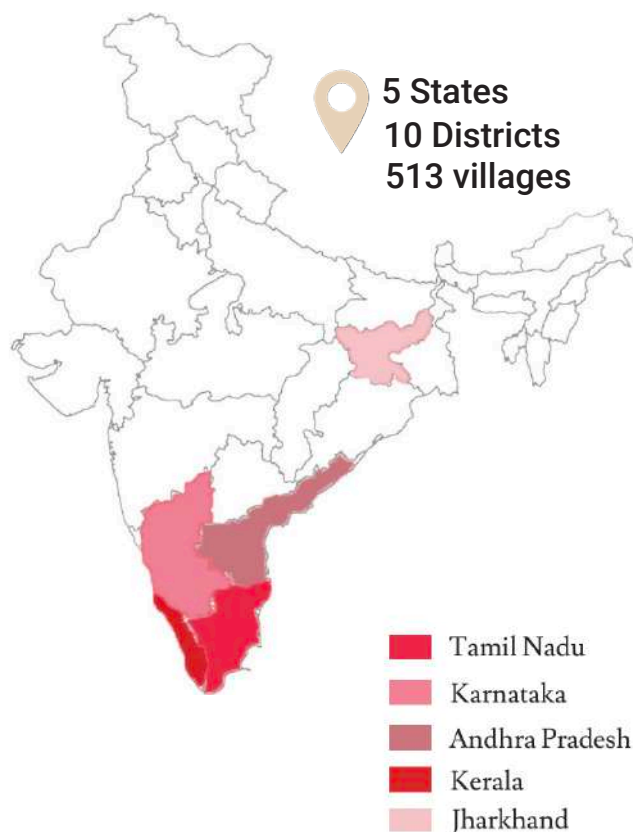 5 States
10 Districts
513 villages
Tamil Nadu
Karnataka
Andhra Pradesh
Kerala
Jharkhand